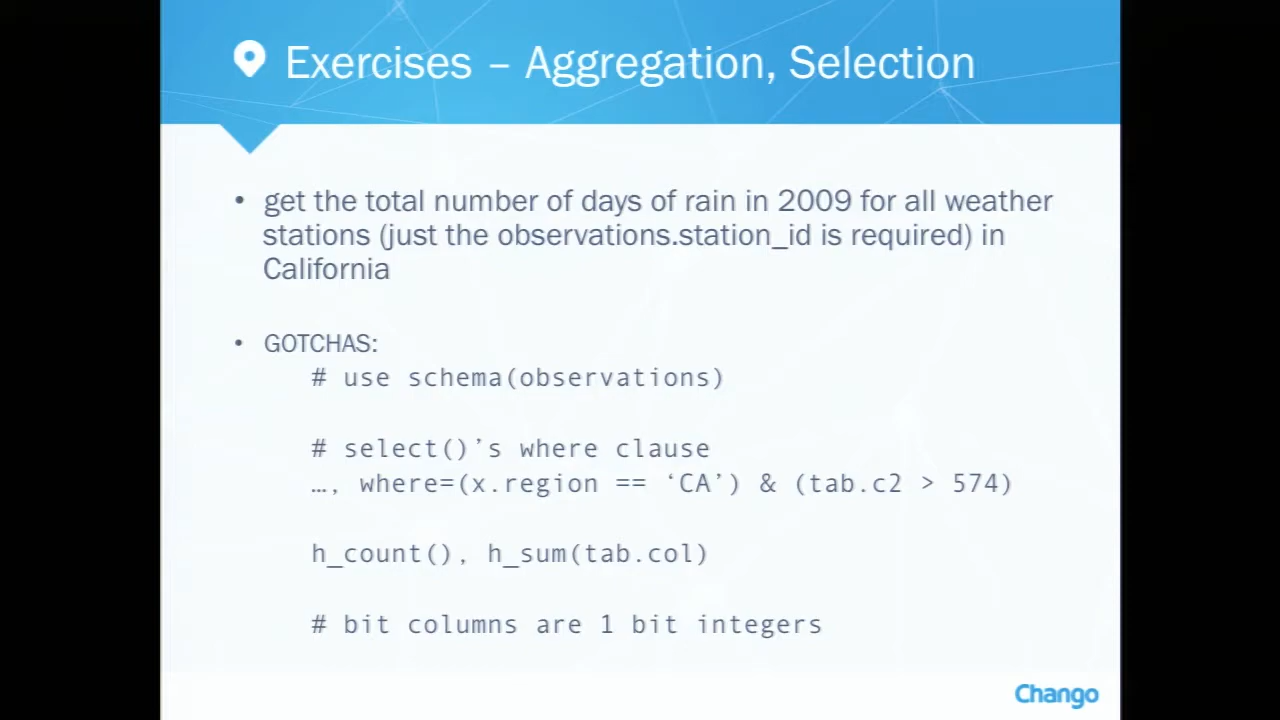 Exercises – Aggregation, Selection
• get the total number of days of rain in 2009 for all weather
stations (just the observations.station_id is required) in
California
• GOTCHAS:
# use schema(observations)
# select()’s where clause
…, where=(x.region == ‘CA’) & (tab.c2 > 574)
h_count(), h_sum(tab.col)
# bit columns are 1 bit integers
Chango